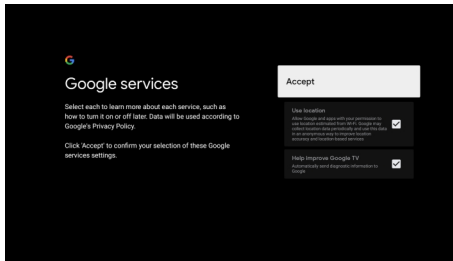 Google services
Select each to learn more about each service, such as
how to turn it on or off later. Data will be used according to
Google's Privacy Policy.
Click 'Accept' to confirm your selection of these Google
services settings.
Accept
Use location
Allow Google and apps with your permission to
use location estimated from Wi-Fi. Google may
collect location data periodically and use this data
in an anonymous way to improve location
accuracy and location-based services
Help improve Google TV
Automatically send diagnostic information to
Google